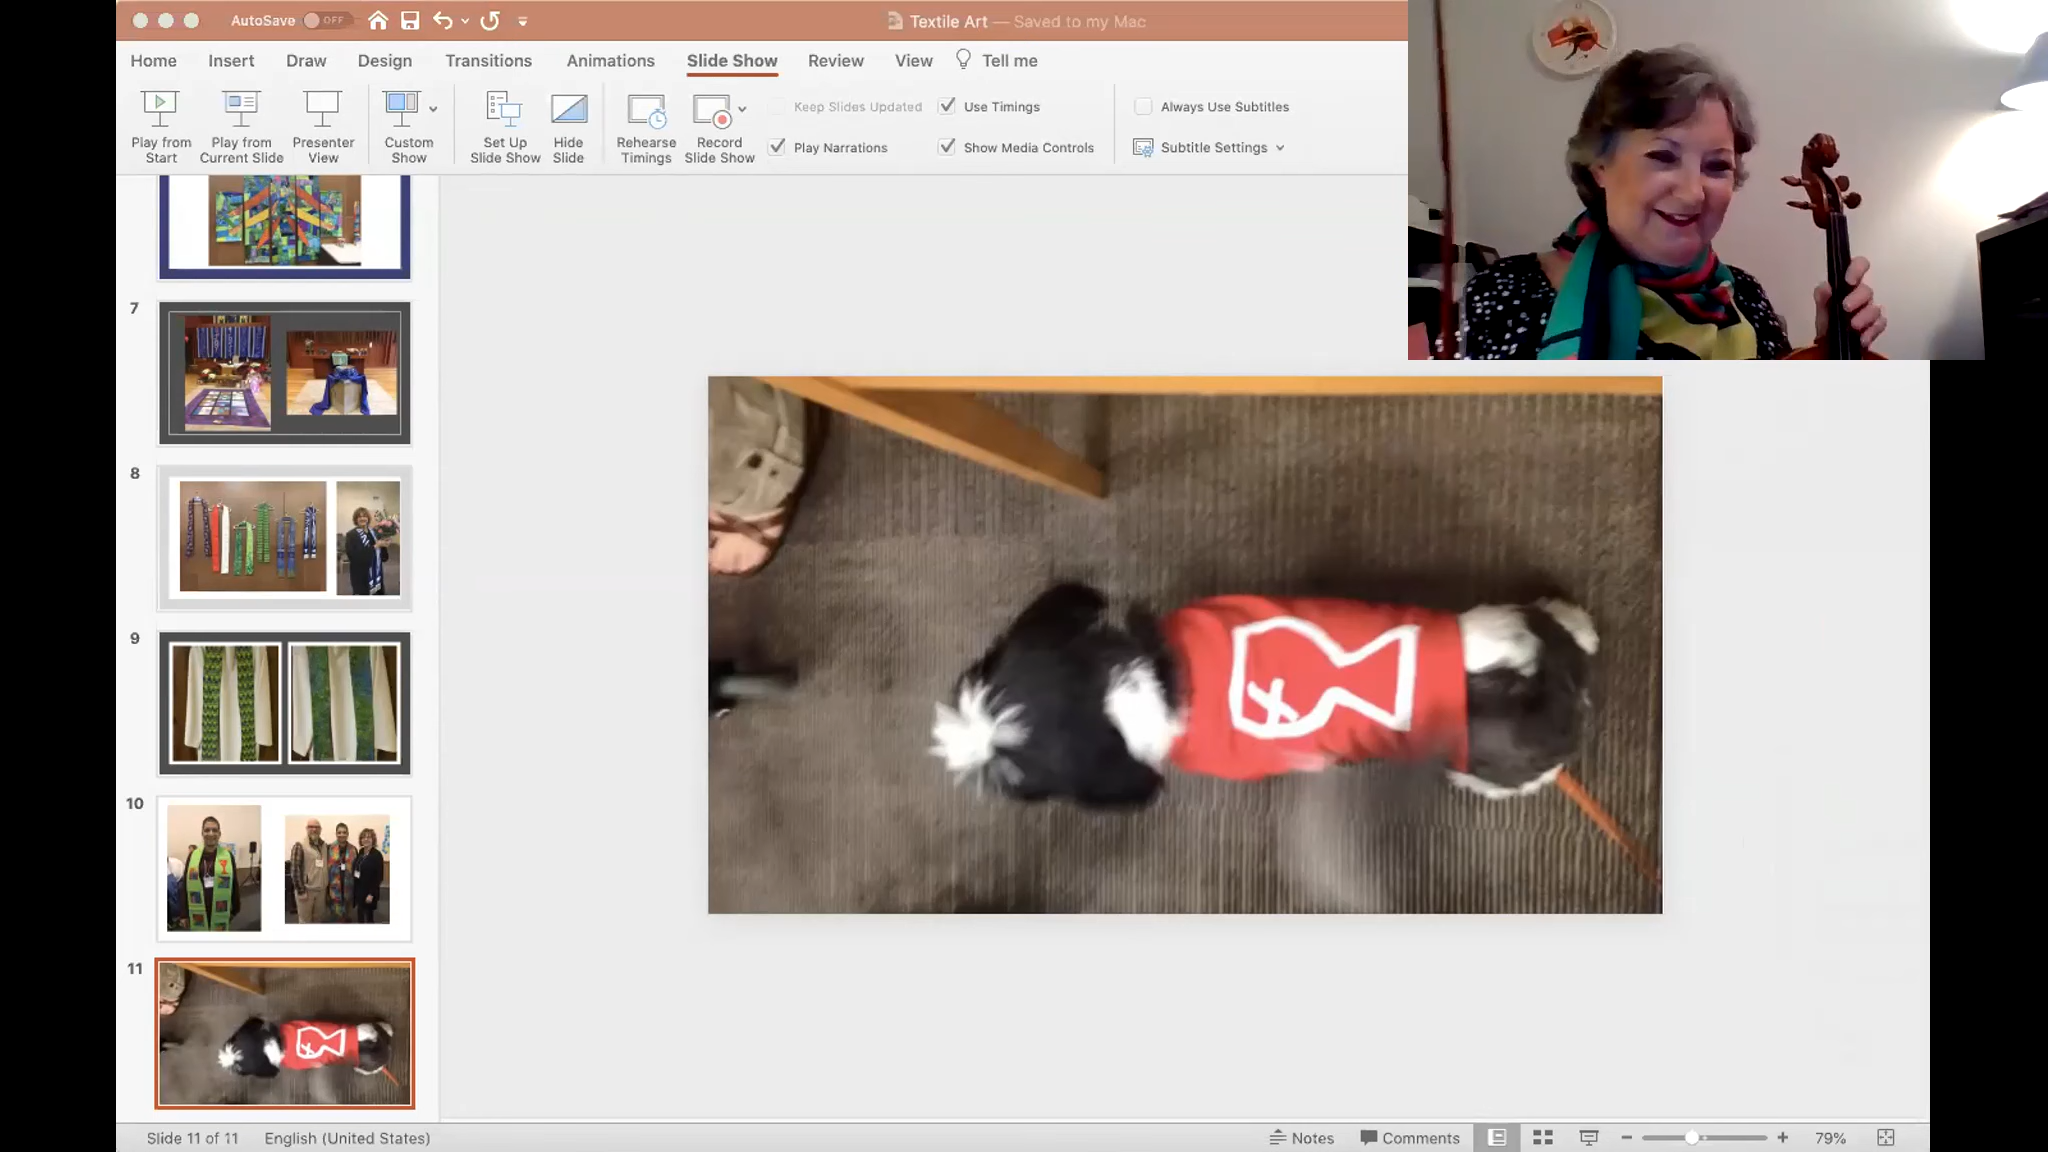 AutoSave OFF
Textile Art — Saved to my Mac
Home Insert Draw Design Transitions Animations Slide Show Review View Tell me
Keep Slides Updated Use Timings Always Use Subtitles
Play from Start
Play from Current Slide
Presenter View
Custom Show
Set Up Slide Show
Hide Slide
Rehearse Timings
Record Slide Show
Play Narrations Show Media Controls Subtitle Settings
7
8
9
10
11
Slide 11 of 11 English (United States) Notes Comments 79%